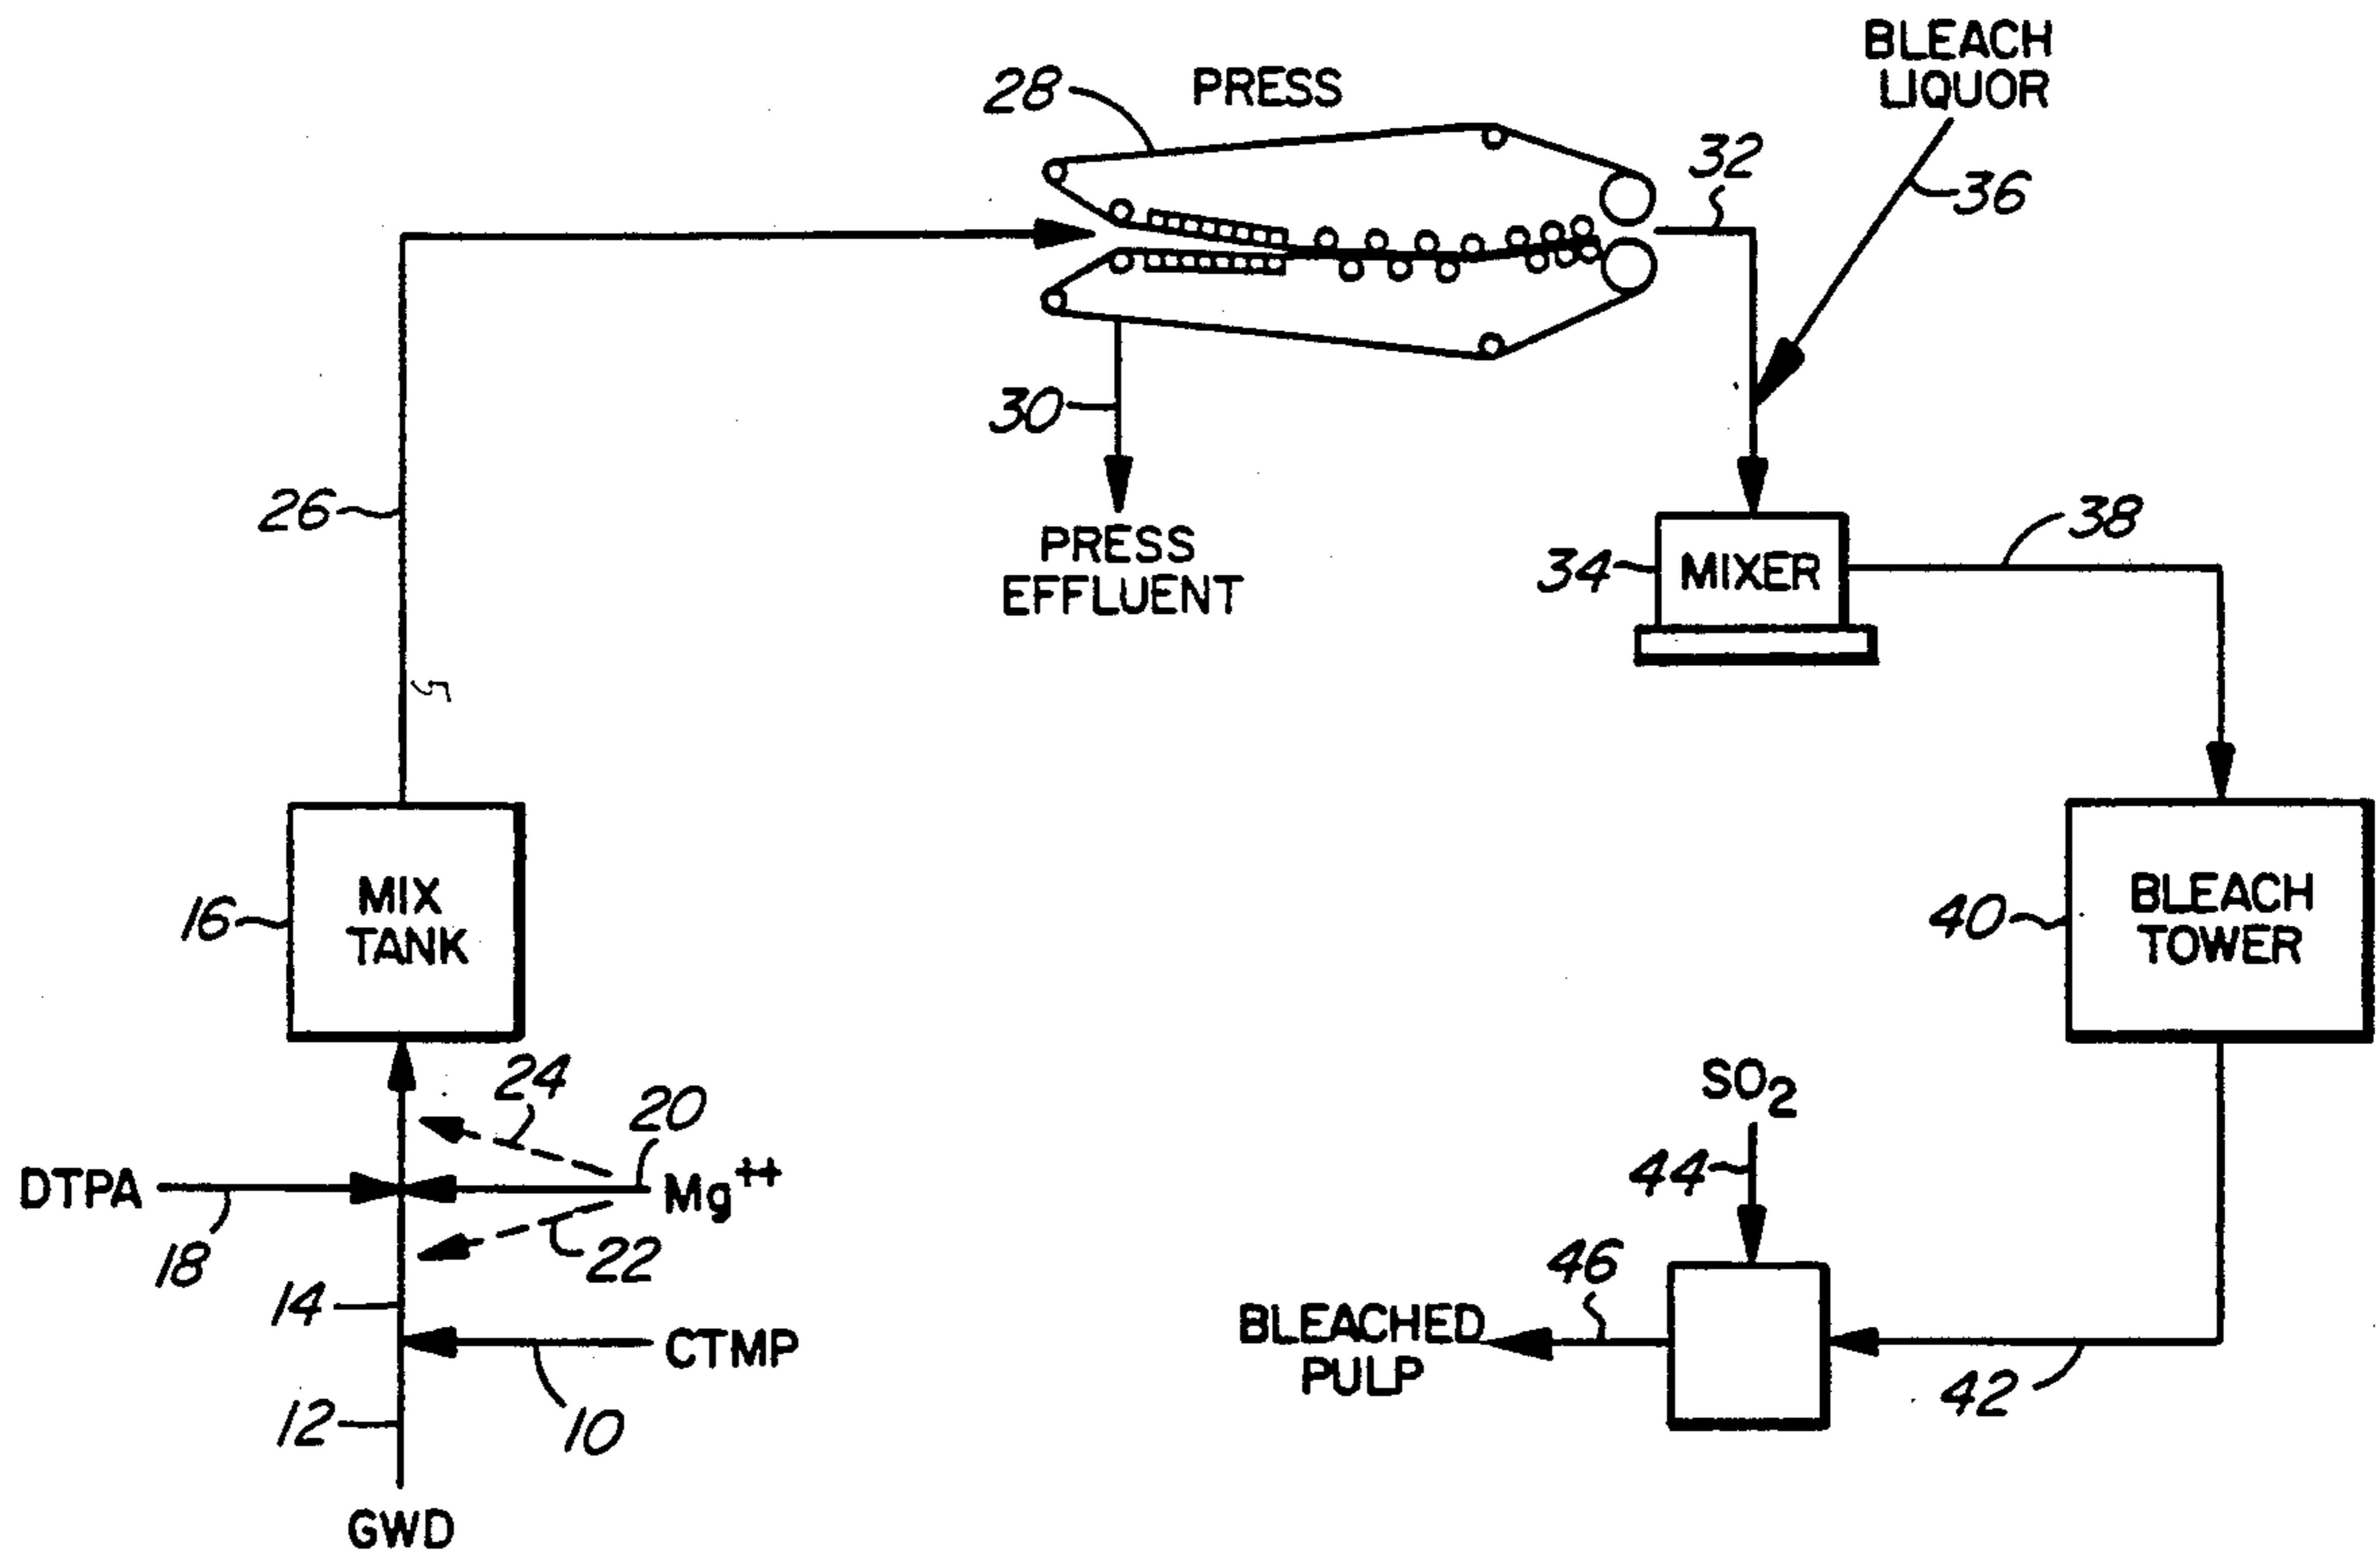 BLEACH
LIQUOR
28
PRESS
32
36
26
30
PRESS
EFFLUENT
34
MIXER
38
16
MIX
TANK
40
BLEACH
TOWER
24
20
DTPA
Mg++
18
22
14
CTMP
12
10
GWD
SO2
44
46
BLEACHED
PULP
42